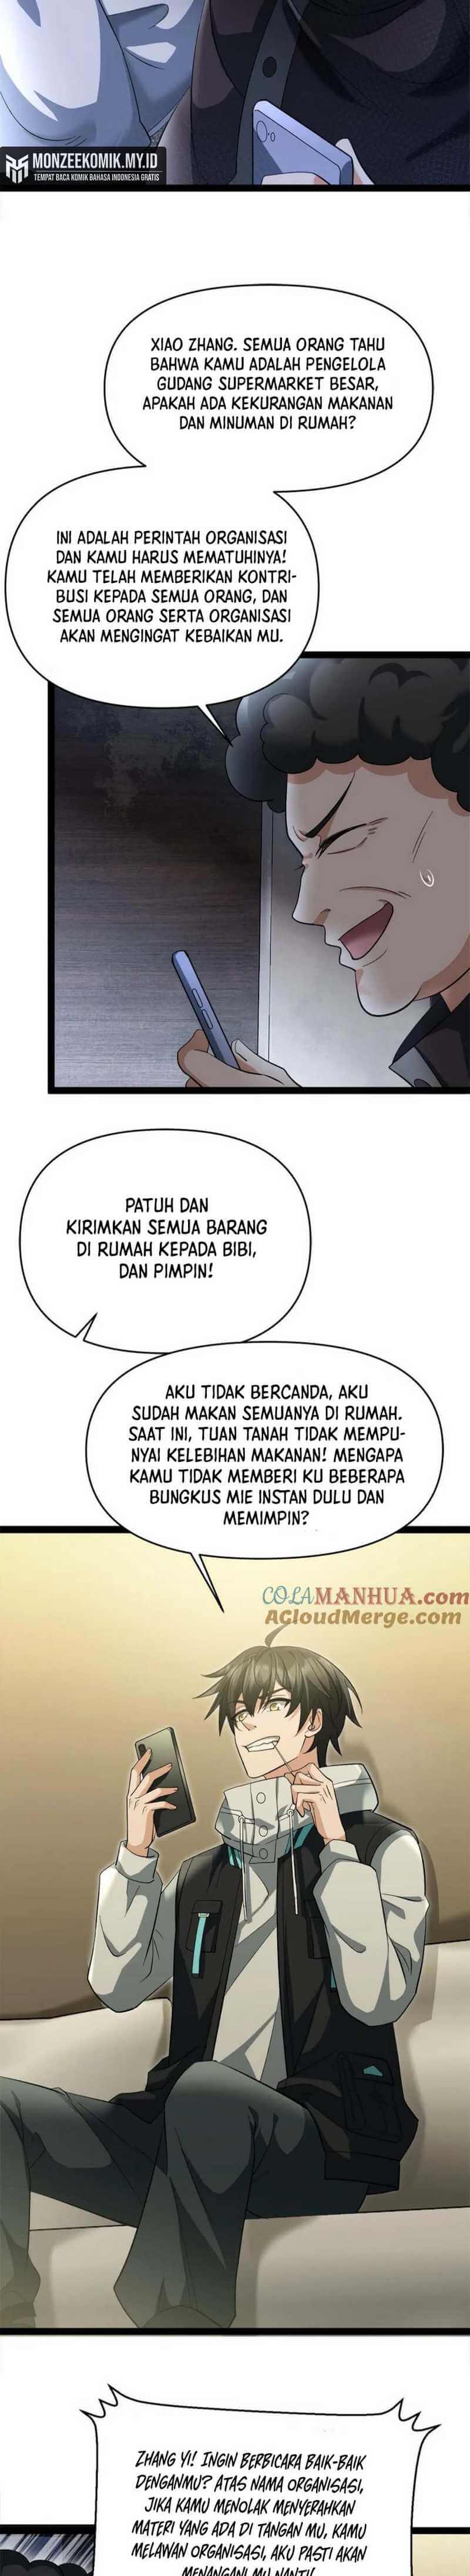 MONZEEKOMIK.MY.ID
TEMPAT BACA KOMIK BAHASA INDONESIA GRATIS
XIAO ZHANG. SEMUA ORANG TAHU
BAHWA KAMU ADALAH PENGELOLA
GUDANG SUPERMARKET BESAR,
APAKAH ADA KEKURANGAN MAKANAN
DAN MINUMAN DI RUMAH?
INI ADALAH PERINTAH ORGANISASI
DAN KAMU HARUS MEMATUHINYA!
KAMU TELAH MEMBERIKAN KONTRI-
BUSI KEPADA SEMUA ORANG, DAN
SEMUA ORANG SERTA ORGANISASI
AKAN MENGINGAT KEBAIKAN MU.
PATUH DAN
KIRIMKAN SEMUA BARANG
DI RUMAH KEPADA BIBI,
DAN PIMPIN!
AKU TIDAK BERCANDA, AKU
SUDAH MAKAN SEMUANYA DI RUMAH.
SAAT INI, TUAN TANAH TIDAK MEMPU-
NYAI KELEBIHAN MAKANAN! MENGAPA
KAMU TIDAK MEMBERI KU BEBERAPA
BUNGKUS MIE INSTAN DULU DAN
MEMIMPIN?
COLAMANHUA.com
ACloudMerge.com
ZHANG YI! INGIN BERBICARA BAIK-BAIK
DENGANMU? ATAS NAMA ORGANISASI,
JIKA KAMU MENOLAK MENYERAHKAN
MATERI YANG ADA DI TANGAN MU, KAMU
MELAWAN ORGANISASI, AKU PASTI AKAN
MENANGANI MU NANTI!